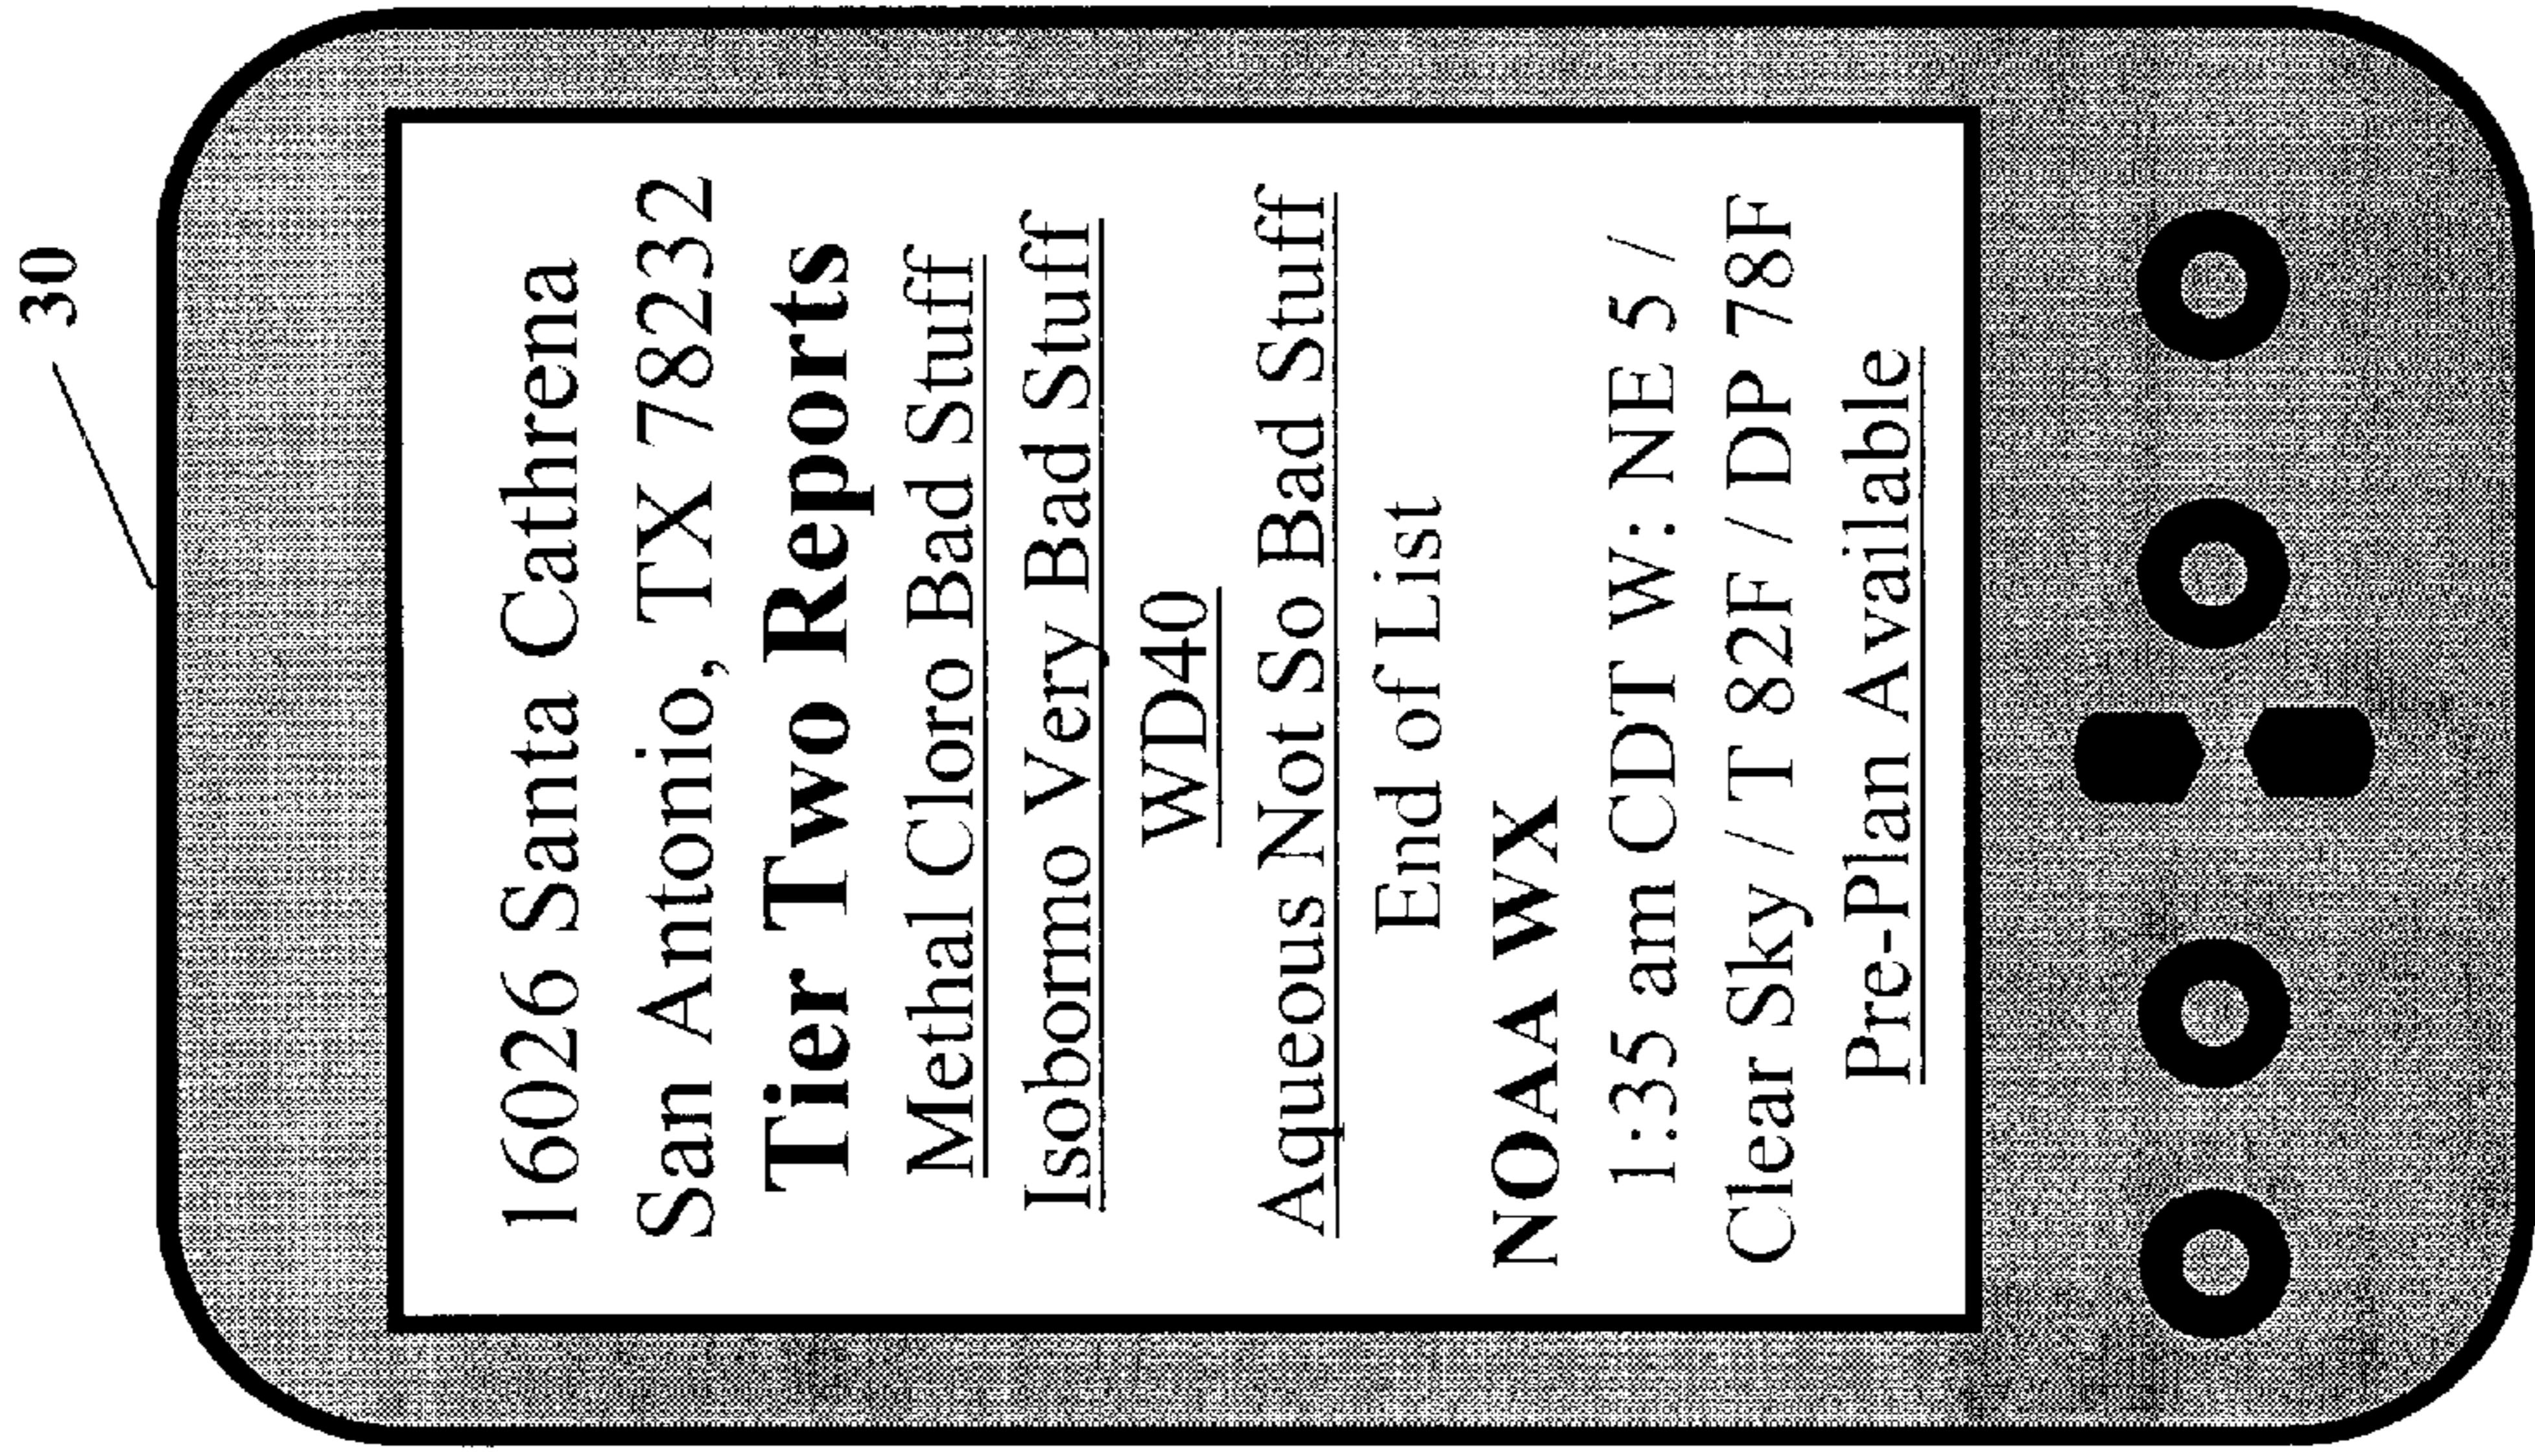 30
16026 Santa Cathrena
San Antonio, TX 78232
Tier Two Reports
Methal Cloro Bad Stuff
Isobormo Very Bad Stuff
WD40
Aqueous Not So Bad Stuff
End of List
NOAA WX
1:35 am CDT W: NE 5 /
Clear Sky / T 82F / DP 78F
Pre-Plan Available